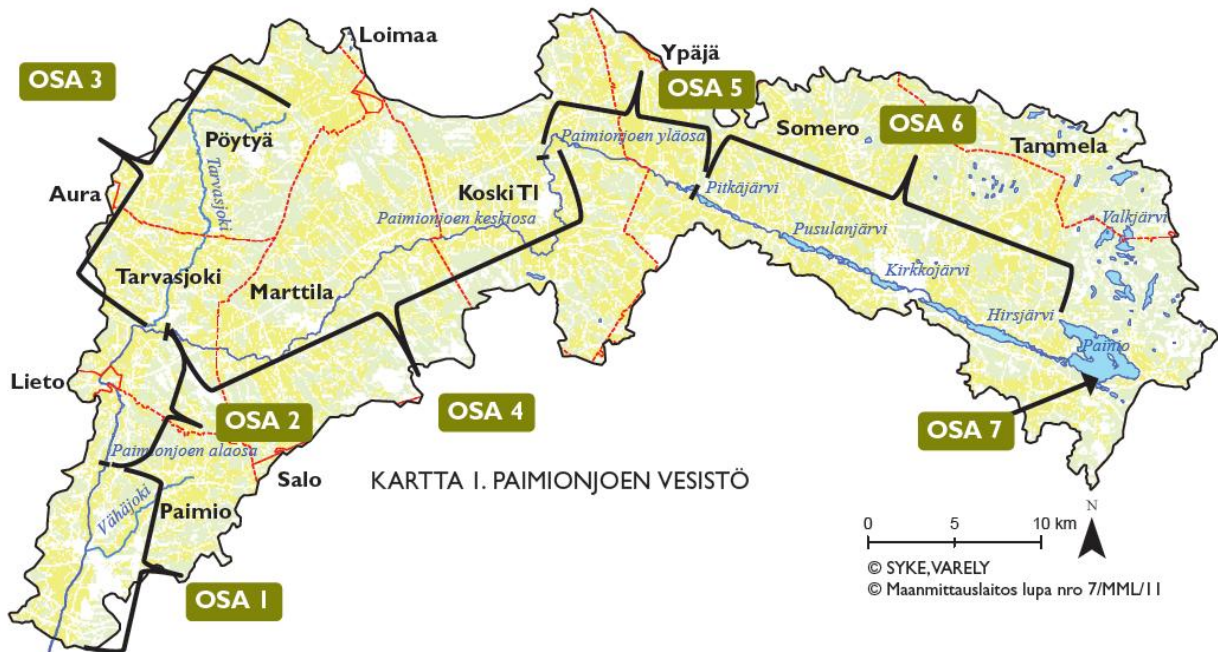 Loimaa
OSA 3
Ypäjä
OSA 5
Pöytyä
Paimionjoen yläosa
Somero
OSA 6
Tammela
Tarvasjoki
Aura
Koski Tl
Pitkäjärvi
Paimionjoen keskiosa
Valkjärvi
Pusulanjärvi
Kirkkojärvi
Tarvasjoki
Marttila
Hirsjärvi
Painio
Lieto
OSA 4
OSA 2
OSA 7
Paimionjoen alaosa
Salo
KARTTA 1. PAIMIONJOEN VESISTÖ
Vähäjoki
Paimio
N
0 5 10 km
© SYKE, VARELY
© Maanmittauslaitos lupa nro 7/MML/11
OSA 1